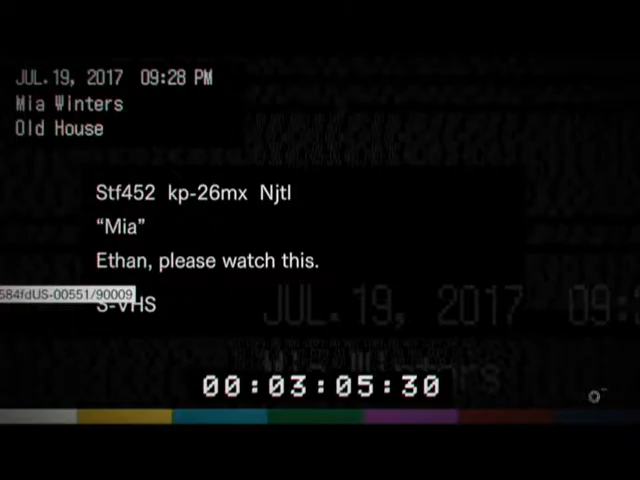 JUL.19, 2017 09:28 PM
Mia Winters
Old House
Stf452 kp-26mx Njtl
“Mia”
Ethan, please watch this.
584fdUS-00551/90009
S-VHS
JUL.19, 2017 09:
00:03:05:30